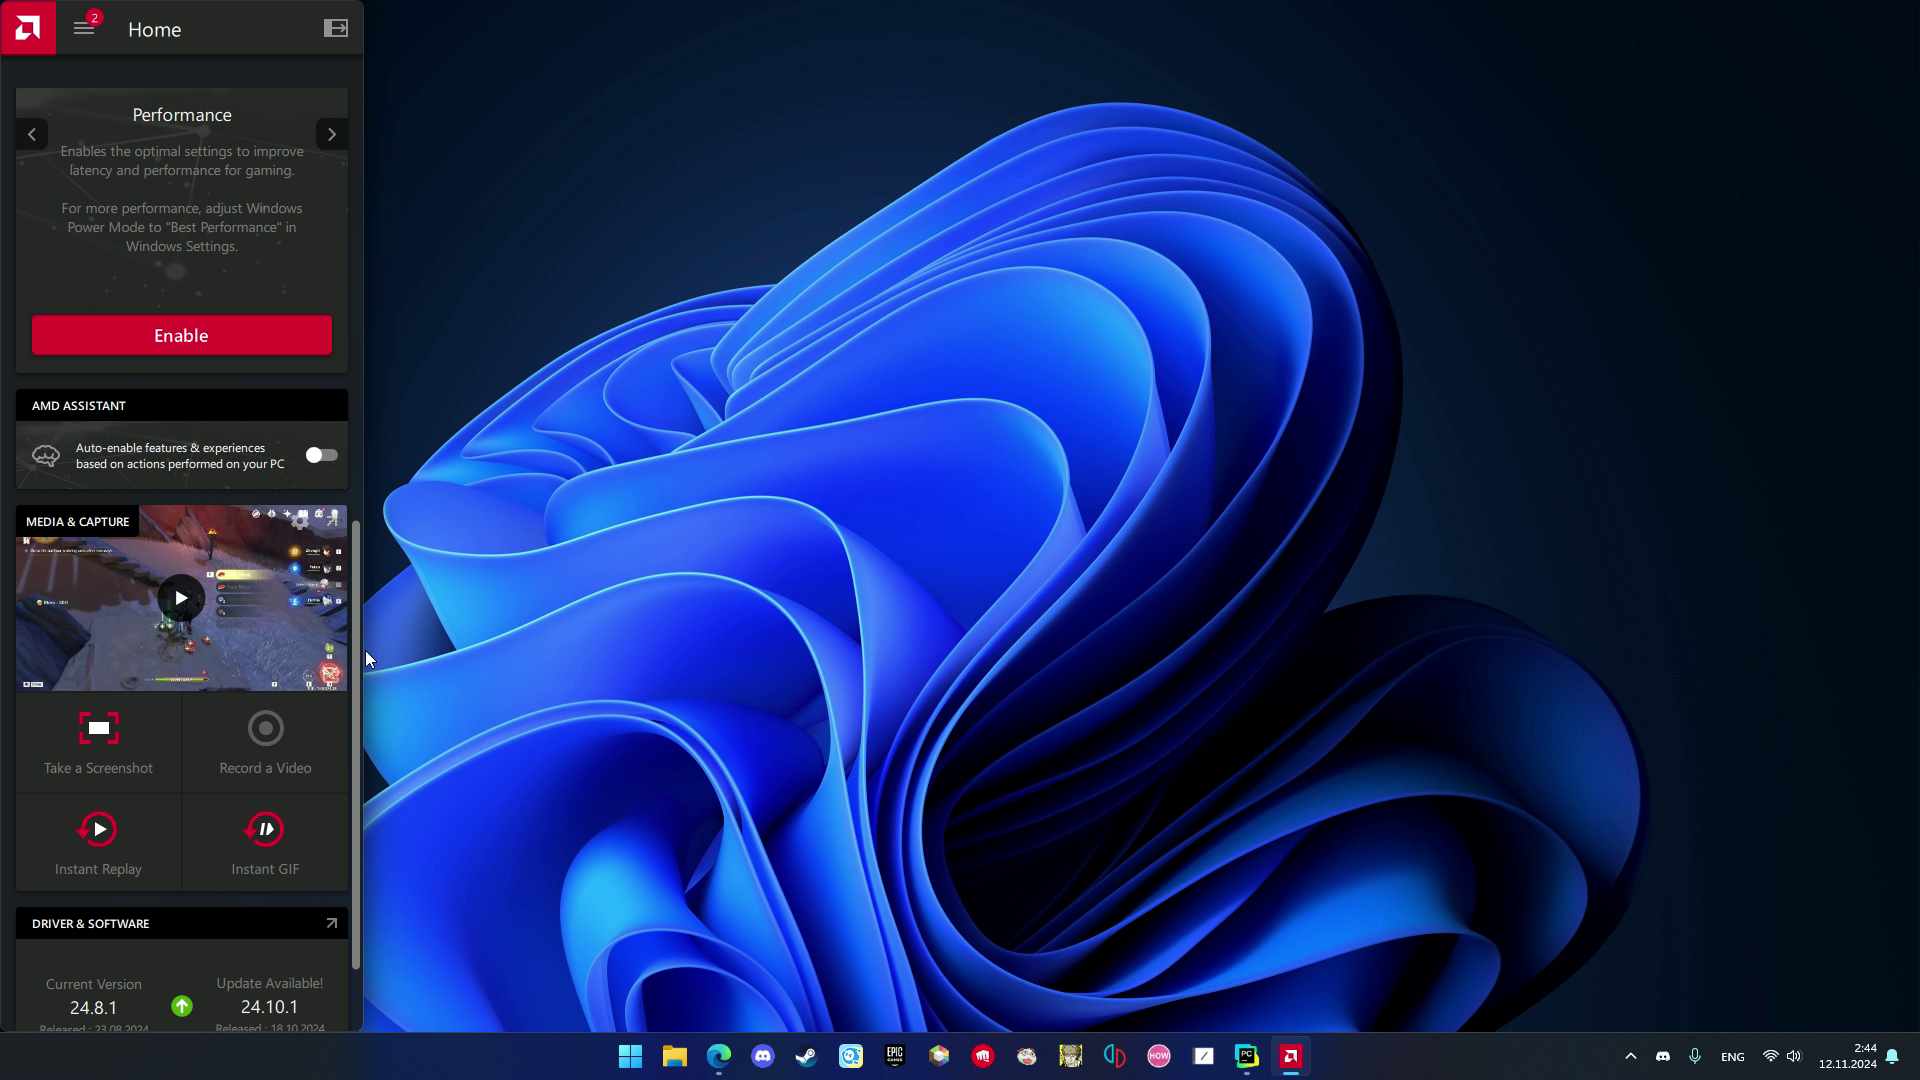 2
Home
Performance
Enables the optimal settings to improve
latency and performance for gaming.
For more performance, adjust Windows
Power Mode to "Best Performance" in
Windows Settings.
Enable
AMD ASSISTANT
Auto-enable features & experiences
based on actions performed on your PC
MEDIA & CAPTURE
Take a Screenshot
Record a Video
Instant Replay
Instant GIF
DRIVER & SOFTWARE
Current Version
24.8.1
Released : 23.08.2024
Update Available!
24.10.1
Released : 18.10.2024
EPIC
GAMES
HOW
PC
ENG
2:44
12.11.2024